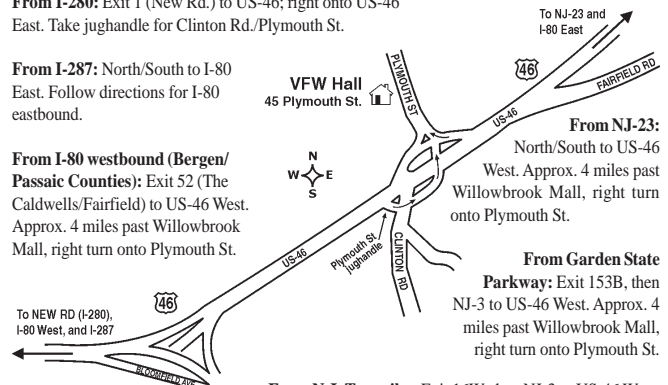 From I-280: Exit 1 (New Rd.) to US-46; right onto US-46
East. Take jughandle for Clinton Rd./Plymouth St.
From I-287: North/South to I-80
East. Follow directions for I-80
eastbound.
From I-80 westbound (Bergen/
Passaic Counties): Exit 52 (The
Caldwells/Fairfield) to US-46 West.
Approx. 4 miles past Willowbrook
Mall, right turn onto Plymouth St.
To NJ-23 and
I-80 East
46
FAIRFIELD RD
US-46
PLYMOUTH ST
VFW Hall
45 Plymouth St.
N
W E
S
From NJ-23:
North/South to US-46
West. Approx. 4 miles past
Willowbrook Mall, right turn
onto Plymouth St.
Plymouth St
jughandle
CLINTON RD
US-46
From Garden State
Parkway: Exit 153B, then
NJ-3 to US-46 West. Approx. 4
miles past Willowbrook Mall,
right turn onto Plymouth St.
46
To NEW RD (I-280),
I-80 West, and I-287
BLOOMFIELD AVE